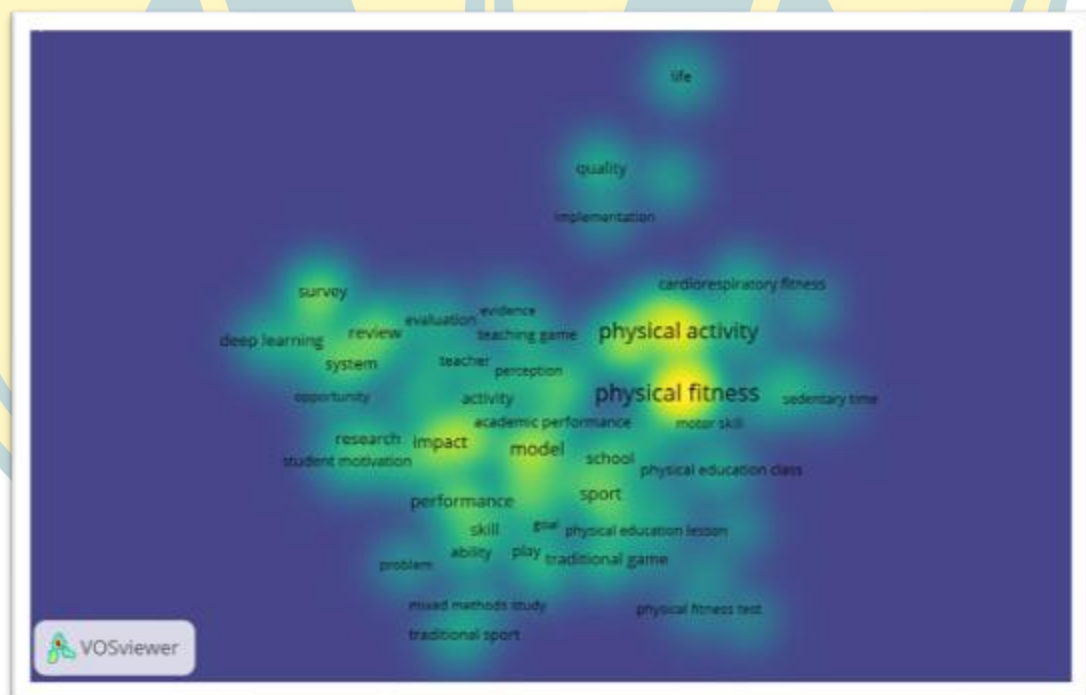 life
quality
implementation
cardiorespiratory fitness
survey
evidence
evaluation
physical activity
review
teaching game
deep learning
system
teacher
perception
physical fitness
opportunity
activity
sedentary time
academic performance
motor skill
research
impact
model
school
student motivation
physical education class
performance
sport
skill
goal
physical education lesson
ability
play
traditional game
problem
mixed methods study
physical fitness test
traditional sport
VOSviewer